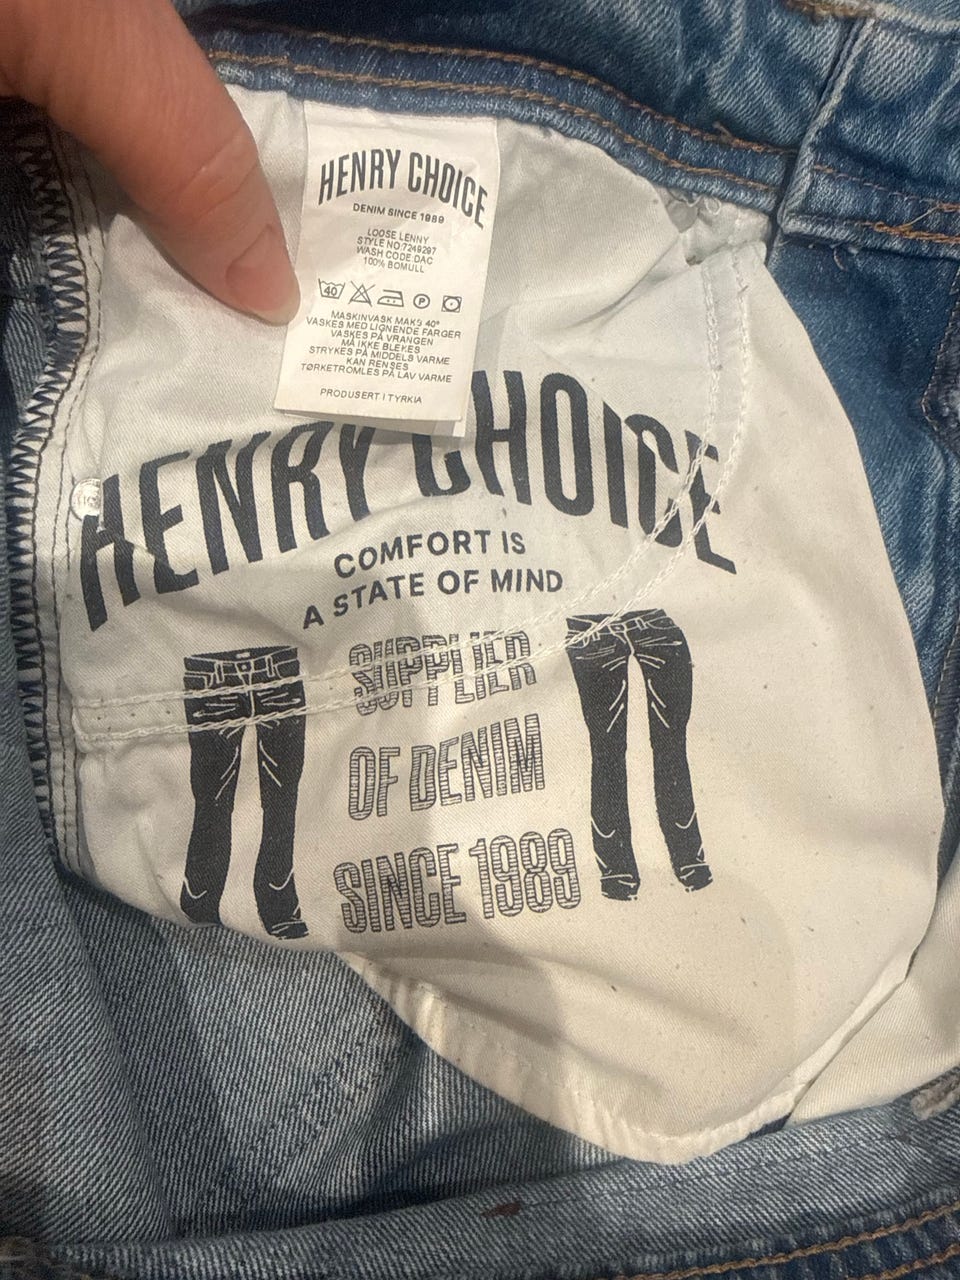 HENRY CHOICE
DENIM SINCE 1989
LOOSE LENNY
STYLE NO:7249297
WASH CODE:DAC
100% BOMULL
40
P
MASKINVASK MAKS 40°
VASKES MED LIGNENDE FARGER
VASKES PÅ VRANGEN
MÅ IKKE BLEKES
STRYKES PÅ MIDDELS VARME
KAN RENSES
TØRKETROMLES PÅ LAV VARME
PRODUSERT I TYRKIA
HENRY CHOICE
COMFORT IS
A STATE OF MIND
SUPPLIER
OF DENIM
SINCE 1989